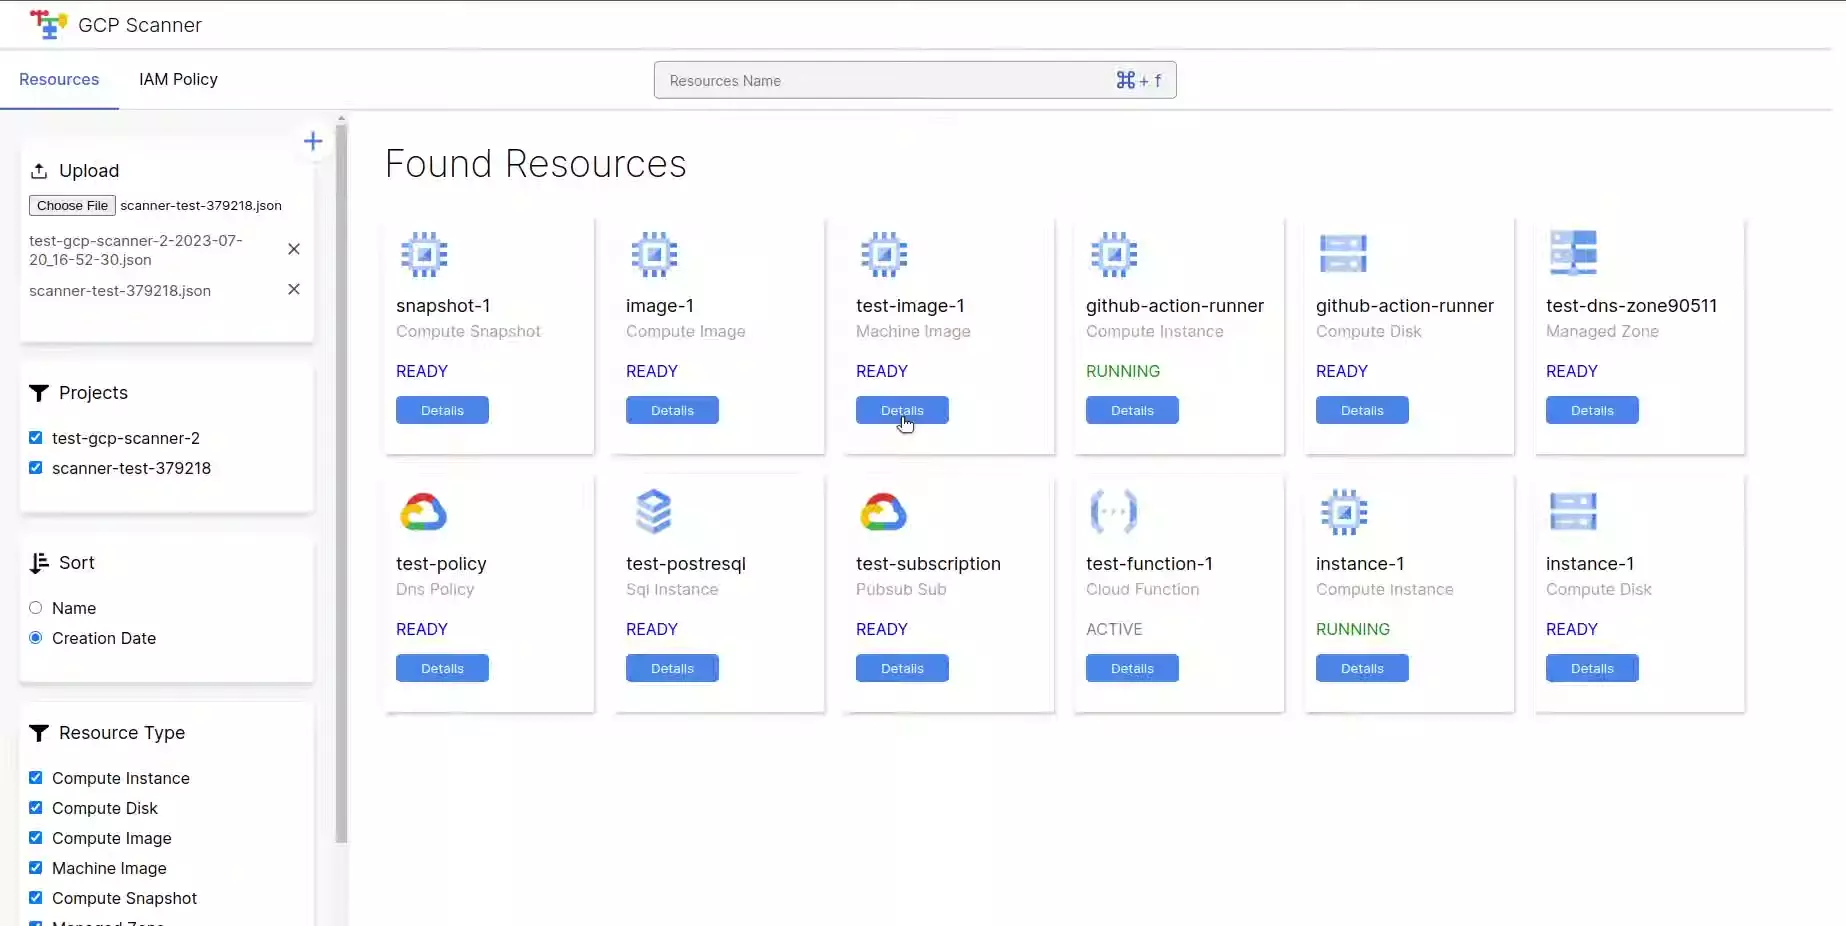 GCP Scanner
Resources
IAM Policy
Resources Name
⌘ + f
Upload
Choose File scanner-test-379218.json
test-gcp-scanner-2-2023-07-
20_16-52-30.json
scanner-test-379218.json
Projects
test-gcp-scanner-2
scanner-test-379218
Sort
Name
Creation Date
Resource Type
Compute Instance
Compute Disk
Compute Image
Machine Image
Compute Snapshot
Managed Zone
Found Resources
snapshot-1
Compute Snapshot
READY
Details
image-1
Compute Image
READY
Details
test-image-1
Machine Image
READY
Details
github-action-runner
Compute Instance
RUNNING
Details
github-action-runner
Compute Disk
READY
Details
test-dns-zone90511
Managed Zone
READY
Details
test-policy
Dns Policy
READY
Details
test-postresql
Sql Instance
READY
Details
test-subscription
Pubsub Sub
READY
Details
test-function-1
Cloud Function
ACTIVE
Details
instance-1
Compute Instance
RUNNING
Details
instance-1
Compute Disk
READY
Details